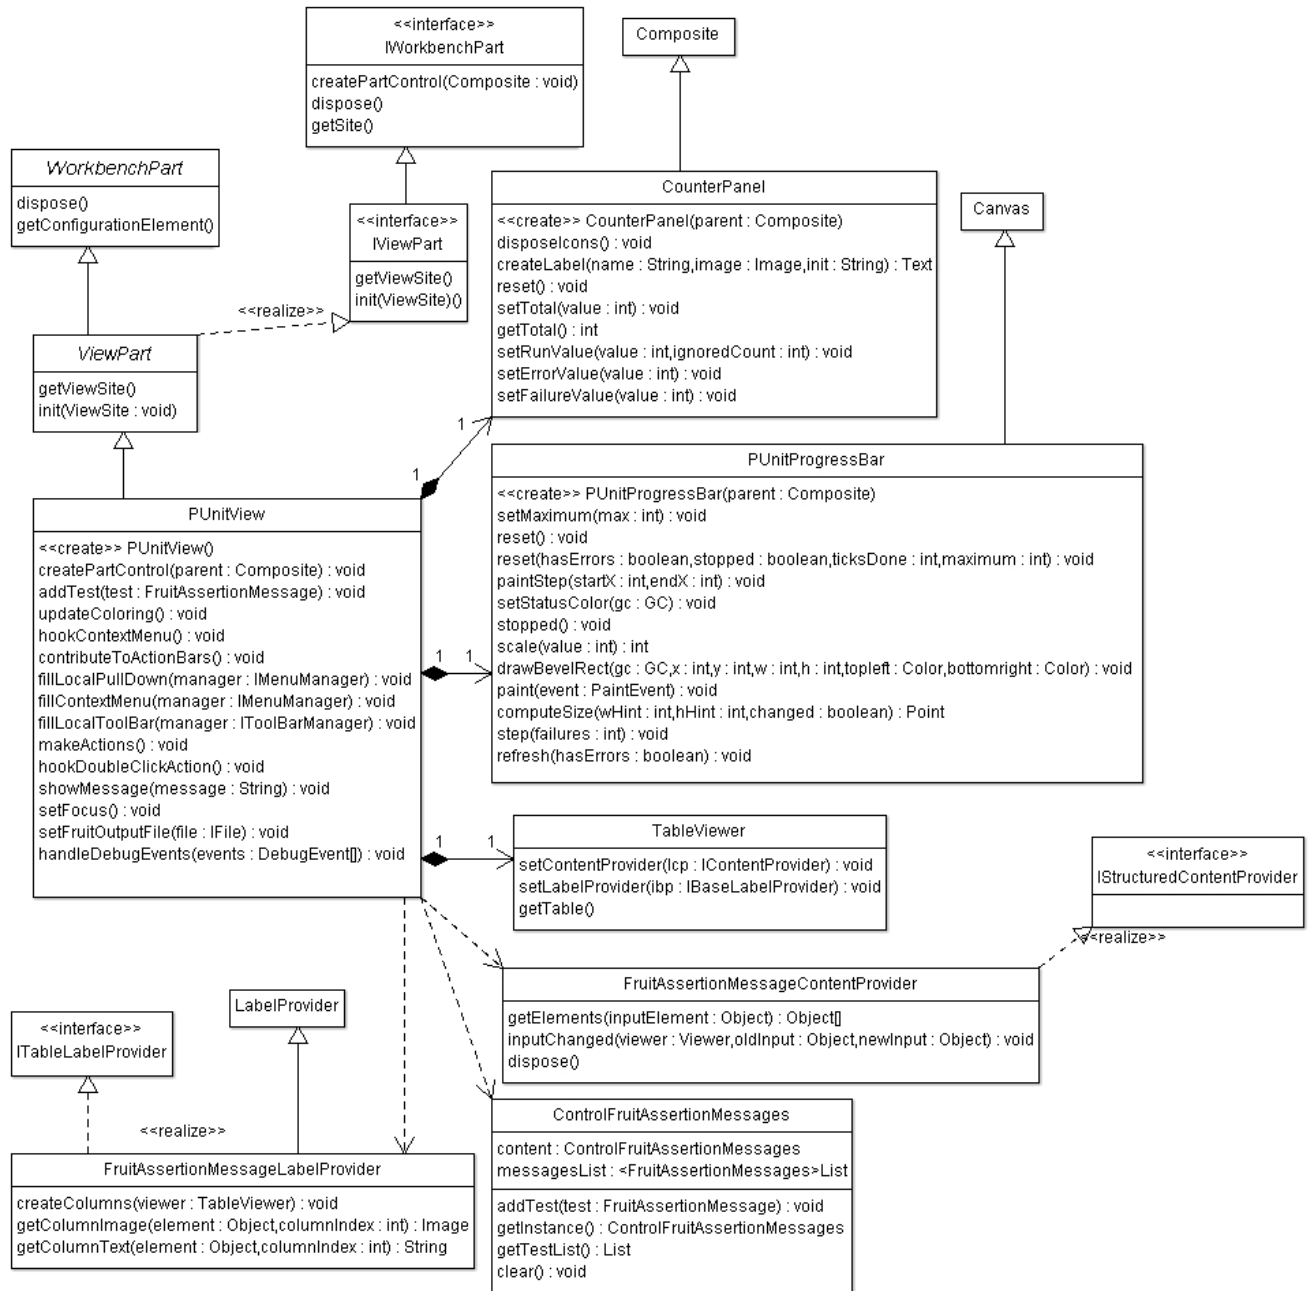 <<interface>>
IWorkbenchPart
createPartControl(Composite : void)
dispose()
getSite()
Composite
WorkbenchPart
dispose()
getConfigurationElement()
<<interface>>
IViewPart
getViewSite()
init(ViewSite)()
CounterPanel
<<create>> CounterPanel(parent : Composite)
disposeIcons() : void
createLabel(name : String,image : Image,init : String) : Text
reset() : void
setTotal(value : int) : void
getTotal() : int
setRunValue(value : int,ignoredCount : int) : void
setErrorValue(value : int) : void
setFailureValue(value : int) : void
Canvas
<<realize>>
ViewPart
getViewSite()
init(ViewSite : void)
1
1
PUnitProgressBar
<<create>> PUnitProgressBar(parent : Composite)
setMaximum(max : int) : void
reset() : void
reset(hasErrors : boolean,stopped : boolean,ticksDone : int,maximum : int) : void
paintStep(startX : int,endX : int) : void
setStatusColor(gc : GC) : void
stopped() : void
scale(value : int) : int
drawBevelRect(gc : GC,x : int,y : int,w : int,h : int,topleft : Color,bottomright : Color) : void
paint(event : PaintEvent) : void
computeSize(wHint : int,hHint : int,changed : boolean) : Point
step(failures : int) : void
refresh(hasErrors : boolean) : void
PUnitView
<<create>> PUnitView()
createPartControl(parent : Composite) : void
addTest(test : FruitAssertionMessage) : void
updateColoring() : void
hookContextMenu() : void
contributeToActionBars() : void
fillLocalPullDown(manager : IMenuManager) : void
fillContextMenu(manager : IMenuManager) : void
fillLocalToolBar(manager : IToolBarManager) : void
makeActions() : void
hookDoubleClickAction() : void
showMessage(message : String) : void
setFocus() : void
setFruitOutputFile(file : IFile) : void
handleDebugEvents(events : DebugEvent[]) : void
1 1
1 1
TableViewer
setContentProvider(Icp : IContentProvider) : void
setLabelProvider(ibp : IBaseLabelProvider) : void
getTable()
<<interface>>
IStructuredContentProvider
<<realize>>
FruitAssertionMessageContentProvider
getElements(inputElement : Object) : Object[]
inputChanged(viewer : Viewer,oldInput : Object,newInput : Object) : void
dispose()
LabelProvider
<<interface>>
ITableLabelProvider
<<realize>>
ControlFruitAssertionMessages
content : ControlFruitAssertionMessages
messagesList : <FruitAssertionMessages>List
addTest(test : FruitAssertionMessage) : void
getInstance() : ControlFruitAssertionMessages
getTestList() : List
clear() : void
FruitAssertionMessageLabelProvider
createColumns(viewer : TableViewer) : void
getColumnImage(element : Object,columnIndex : int) : Image
getColumnText(element : Object,columnIndex : int) : String